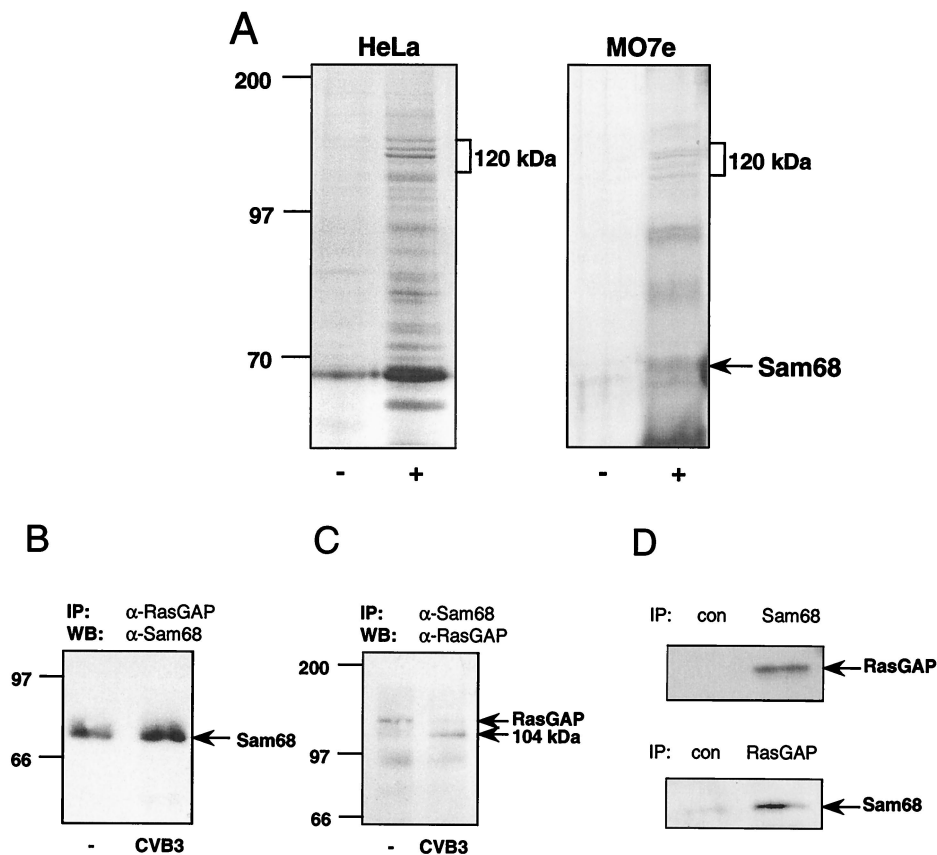 A
HeLa
MO7e
200
97
70
120 kDa
120 kDa
Sam68
- +
- +
B
IP: α-RasGAP
WB: α-Sam68
97
66
Sam68
- CVB3
C
IP: α-Sam68
WB: α-RasGAP
200
97
66
RasGAP
104 kDa
- CVB3
D
IP: con Sam68
RasGAP
IP: con RasGAP
Sam68